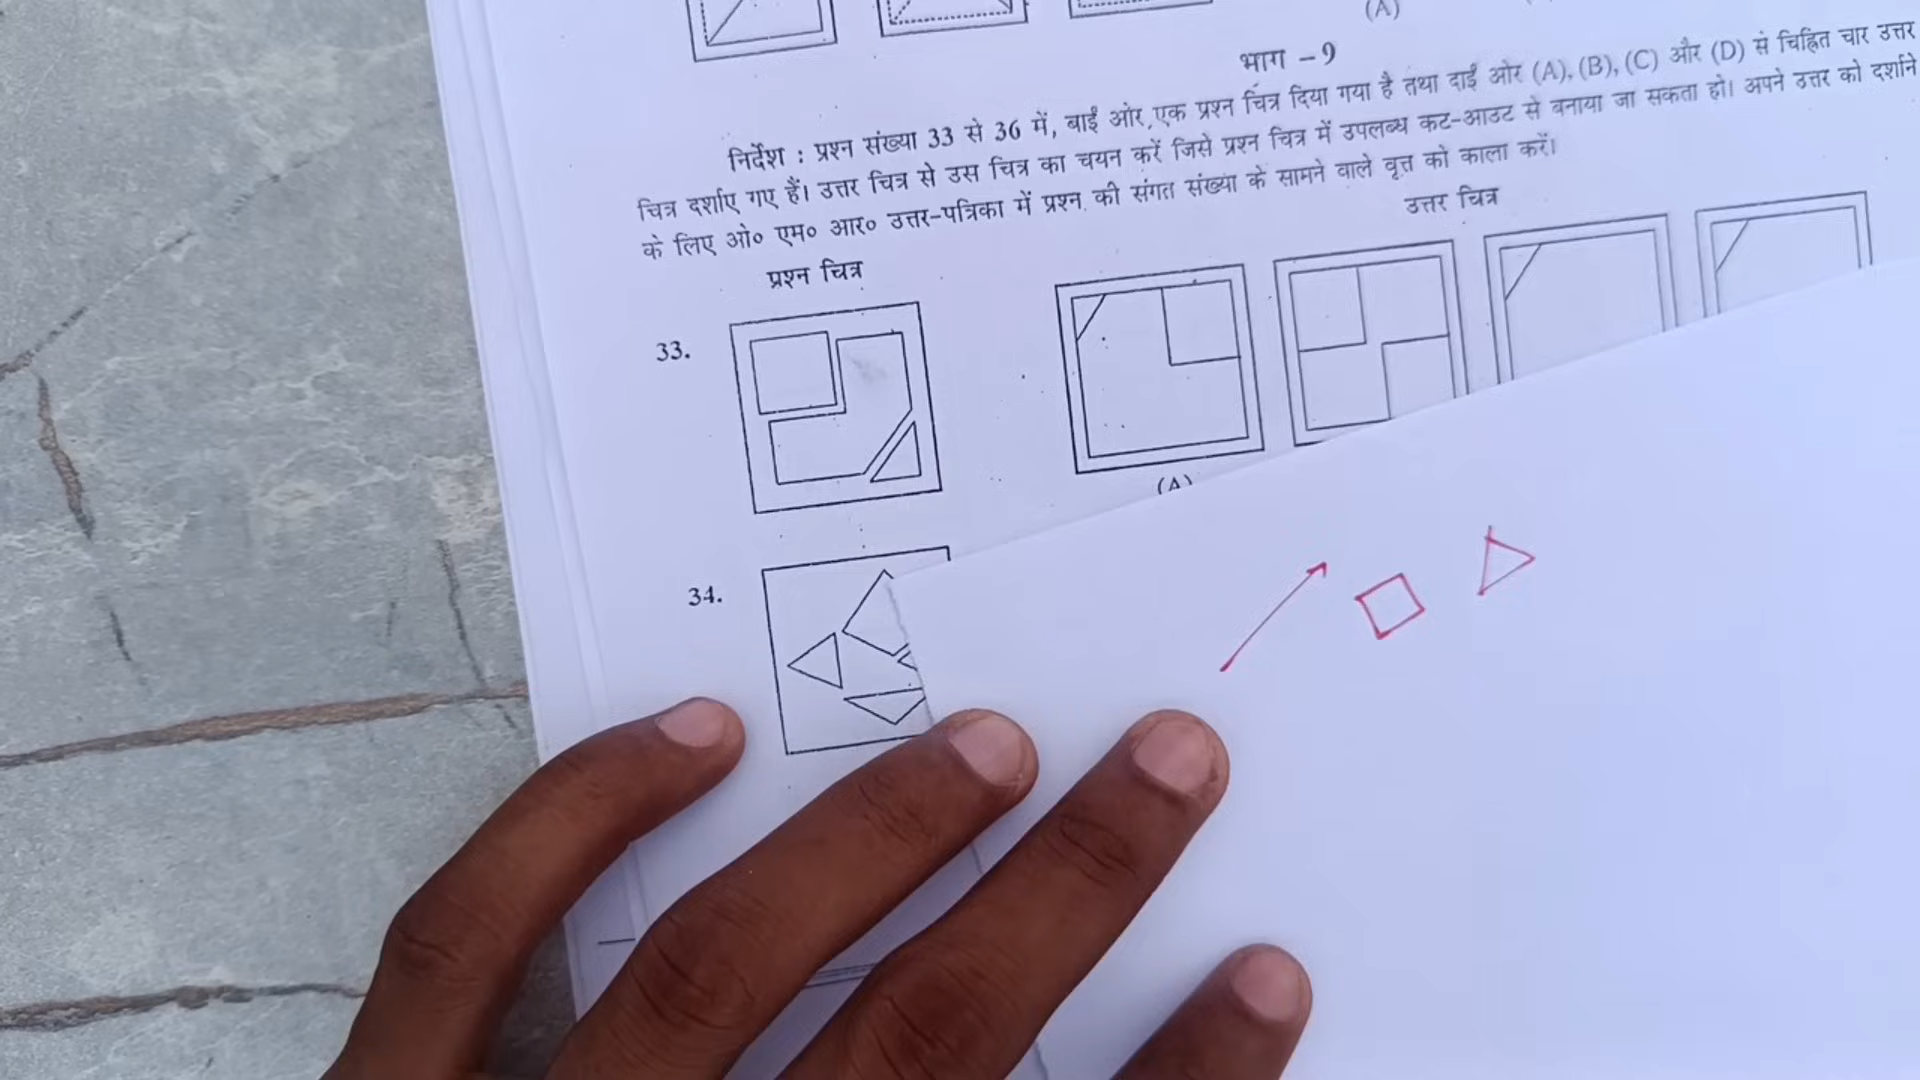 (A)
भाग – 9
निर्देश : प्रश्न संख्या 33 से 36 में, बाईं ओर, एक प्रश्न चित्र दिया गया है तथा दाईं ओर (A), (B), (C) और (D) से चिह्नित चार उत्तर
चित्र दर्शाए गए हैं। उत्तर चित्र से उस चित्र का चयन करें जिसे प्रश्न चित्र में उपलब्ध कट-आउट से बनाया जा सकता हो। अपने उत्तर को दर्शाने
के लिए ओ० एम० आर० उत्तर-पत्रिका में प्रश्न की संगत संख्या के सामने वाले वृत्त को काला करें।
प्रश्न चित्र
उत्तर चित्र
33.
(A)
34.